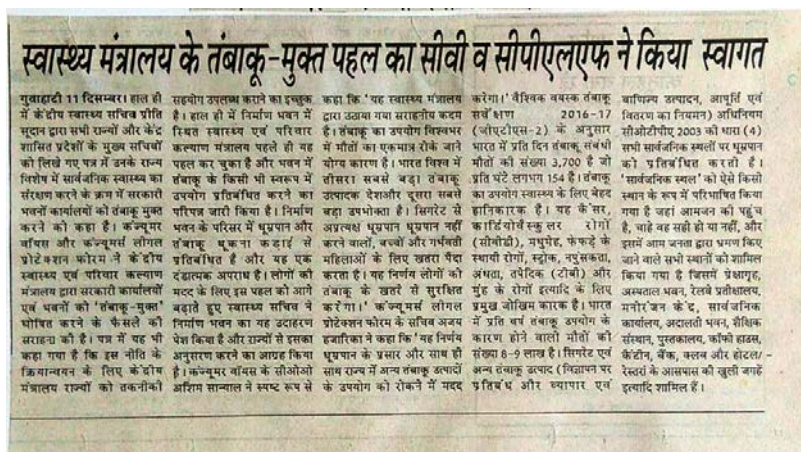 स्वास्थ्य मंत्रालय के तंबाकू-मुक्त पहल का सीवी व सीपीएलएफ ने किया स्वागत
गुवाहाटी 11 दिसम्बर। हाल ही
में केंद्रीय स्वास्थ्य सचिव प्रीति
सूदान द्वारा सभी राज्यों और केंद्र
शासित प्रदेशों के मुख्य सचिवों
को लिखे गए पत्र में उनके राज्य
विशेष में सार्वजनिक स्वास्थ्य का
संरक्षण करने के क्रम में सरकारी
भवनों कार्यालयों को तंबाकू मुक्त
करने को कहा है। कंज्यूमर
वॉयस और कंज्यूमर्स लीगल
प्रोटेक्शन फोरम ने केंद्रीय
स्वास्थ्य एवं परिवार कल्याण
मंत्रालय द्वारा सरकारी कार्यालयों
एवं भवनों को 'तंबाकू-मुक्त'
घोषित करने के फैसले की
सराहना की है। पत्र में यह भी
कहा गया है कि इस नीति के
क्रियान्वयन के लिए केंद्रीय
मंत्रालय राज्यों को तकनीकी
सहयोग उपलब्ध कराने का इच्छुक
है। हाल ही में निर्माण भवन में
स्थित स्वास्थ्य एवं परिवार
कल्याण मंत्रालय पहले ही यह
पहल कर चुका है और भवन में
तंबाकू के किसी भी स्वरूप में
उपयोग प्रतिबंधित करने का
परिपत्र जारी किया है। निर्माण
भवन के परिसर में धूम्रपान और
तंबाकू थूकना कड़ाई से
प्रतिबंधित है और यह एक
दंडात्मक अपराध है। लोगों की
मदद के लिए इस पहल को आगे
बढ़ाते हुए स्वास्थ्य सचिव ने
निर्माण भवन का यह उदाहरण
पेश किया है और राज्यों से इसका
अनुसरण करने का आग्रह किया
है। कंज्यूमर वॉयस के सीओओ
अशिम सान्याल ने स्पष्ट रूप से
कहा कि 'यह स्वास्थ्य मंत्रालय
द्वारा उठाया गया सराहनीय कदम
है। तंबाकू का उपयोग विश्वभर
में मौतों का एकमात्र रोके जाने
योग्य कारण है। भारत विश्व में
तीसरा सबसे बड़ा तंबाकू
उत्पादक देशऔर दूसरा सबसे
बड़ा उपभोक्ता है। सिगरेट से
अप्रत्यक्ष धूम्रपान धूम्रपान नहीं
करने वालों, बच्चों और गर्भवती
महिलाओं के लिए खतरा पैदा
करता है। यह निर्णय लोगों को
तंबाकू के खतरे से सुरक्षित
करेगा।' कंज्यूमर्स लीगल
प्रोटेक्शन फोरम के सचिव अजय
हजारिका ने कहा कि 'यह निर्णय
धूम्रपान के प्रसार और साथ ही
साथ राज्य में अन्य तंबाकू उत्पादों
के उपयोग को रोकने में मदद
करेगा।' वैश्विक वयस्क तंबाकू
सर्वेक्षण 2016-17
(जीएटीएस-2) के अनुसार
भारत में प्रति दिन तंबाकू संबंधी
मौतों की संख्या 3,700 है जो
प्रति घंटे लगभग 154 है। तंबाकू
का उपयोग स्वास्थ्य के लिए बेहद
हानिकारक है। यह कैंसर,
कार्डियोवैस्कुलर रोगों
(सीवीडी), मधुमेह, फेफड़े के
स्थायी रोगों, स्ट्रोक, नपुंसकता,
अंधता, तपेदिक (टीबी) और
मुंह के रोगों इत्यादि के लिए
प्रमुख जोखिम कारक है। भारत
में प्रति वर्ष तंबाकू उपयोग के
कारण होने वाली मौतों की
संख्या 8-9 लाख है। सिगरेट एवं
अन्य तंबाकू उत्पाद (विज्ञापन पर
प्रतिबंध और व्यापार एवं
वाणिज्य उत्पादन, आपूर्ति एवं
वितरण का नियमन) अधिनियम
सीओटीपीए 2003 की धारा (4)
सभी सार्वजनिक स्थलों पर धूम्रपान
को प्रतिबंधित करती है।
'सार्वजनिक स्थल' को ऐसे किसी
स्थान के रूप में परिभाषित किया
गया है जहां आमजन की पहुंच
है, चाहे वह सही हो या नहीं, और
इसमें आम जनता द्वारा भ्रमण किए
जाने वाले सभी स्थानों को शामिल
किया गया है जिसमें प्रेक्षागृह,
अस्पताल भवन, रेलवे प्रतीक्षालय,
मनोरंजन केंद्र, सार्वजनिक
कार्यालय, अदालती भवन, शैक्षिक
संस्थान, पुस्तकालय, कॉफी हाउस,
कैंटीन, बैंक, क्लब और होटल/-
रेस्तरां के आसपास की खुली जगहें
इत्यादि शामिल हैं।